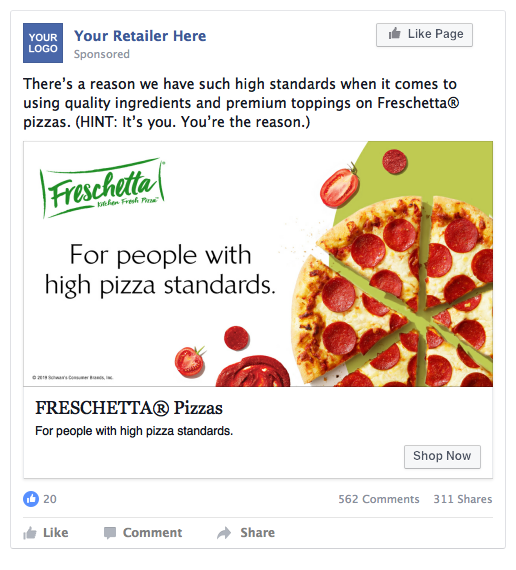 YOUR
LOGO
Your Retailer Here
Sponsored
Like Page
There's a reason we have such high standards when it comes to
using quality ingredients and premium toppings on Freschetta®
pizzas. (HINT: It's you. You're the reason.)
Freschetta
Kitchen Fresh Pizza™
For people with
high pizza standards.
© 2019 Schwan's Consumer Brands, Inc.
FRESCHETTA® Pizzas
For people with high pizza standards.
Shop Now
20
562 Comments 311 Shares
Like Comment Share